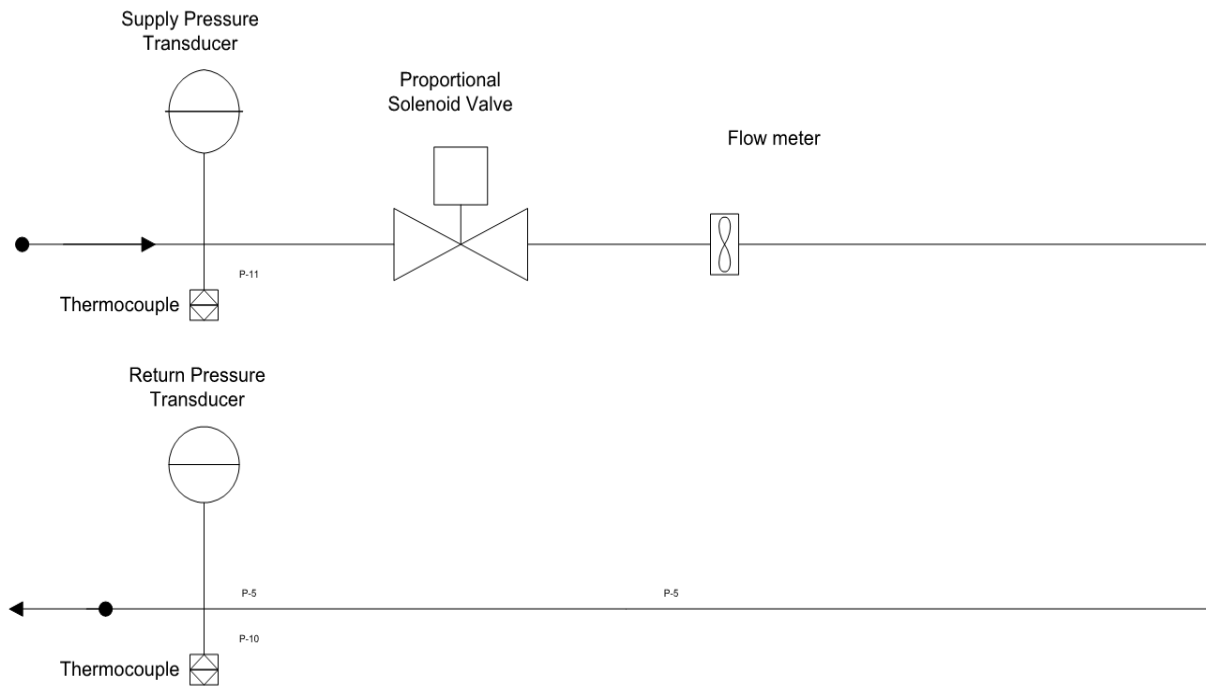 Supply Pressure
Transducer
Proportional
Solenoid Valve
Flow meter
P-11
Thermocouple
Return Pressure
Transducer
P-5
P-5
P-10
Thermocouple